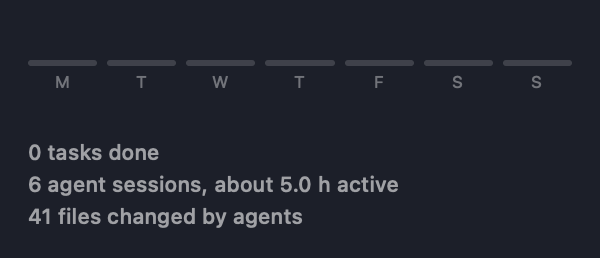 M T W T F S S
0 tasks done
6 agent sessions, about 5.0 h active
41 files changed by agents